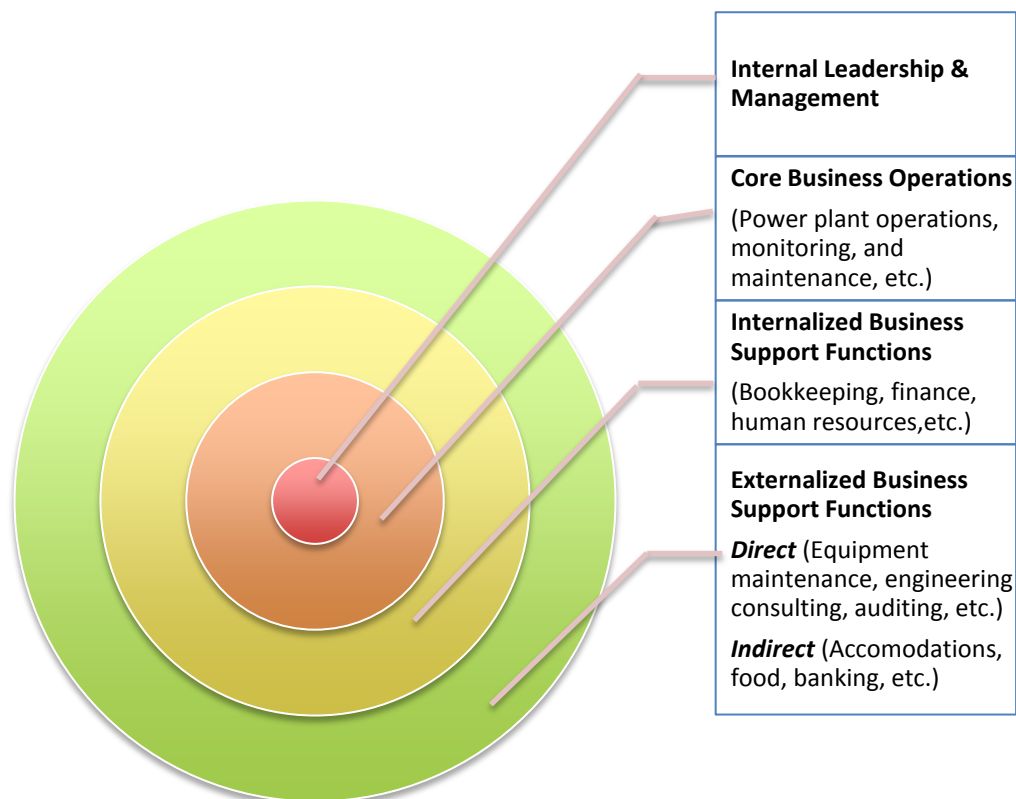 Internal Leadership &
Management
Core Business Operations
(Power plant operations,
monitoring, and
maintenance, etc.)
Internalized Business
Support Functions
(Bookkeeping, finance,
human resources,etc.)
Externalized Business
Support Functions
Direct (Equipment
maintenance, engineering
consulting, auditing, etc.)
Indirect (Accomodations,
food, banking, etc.)